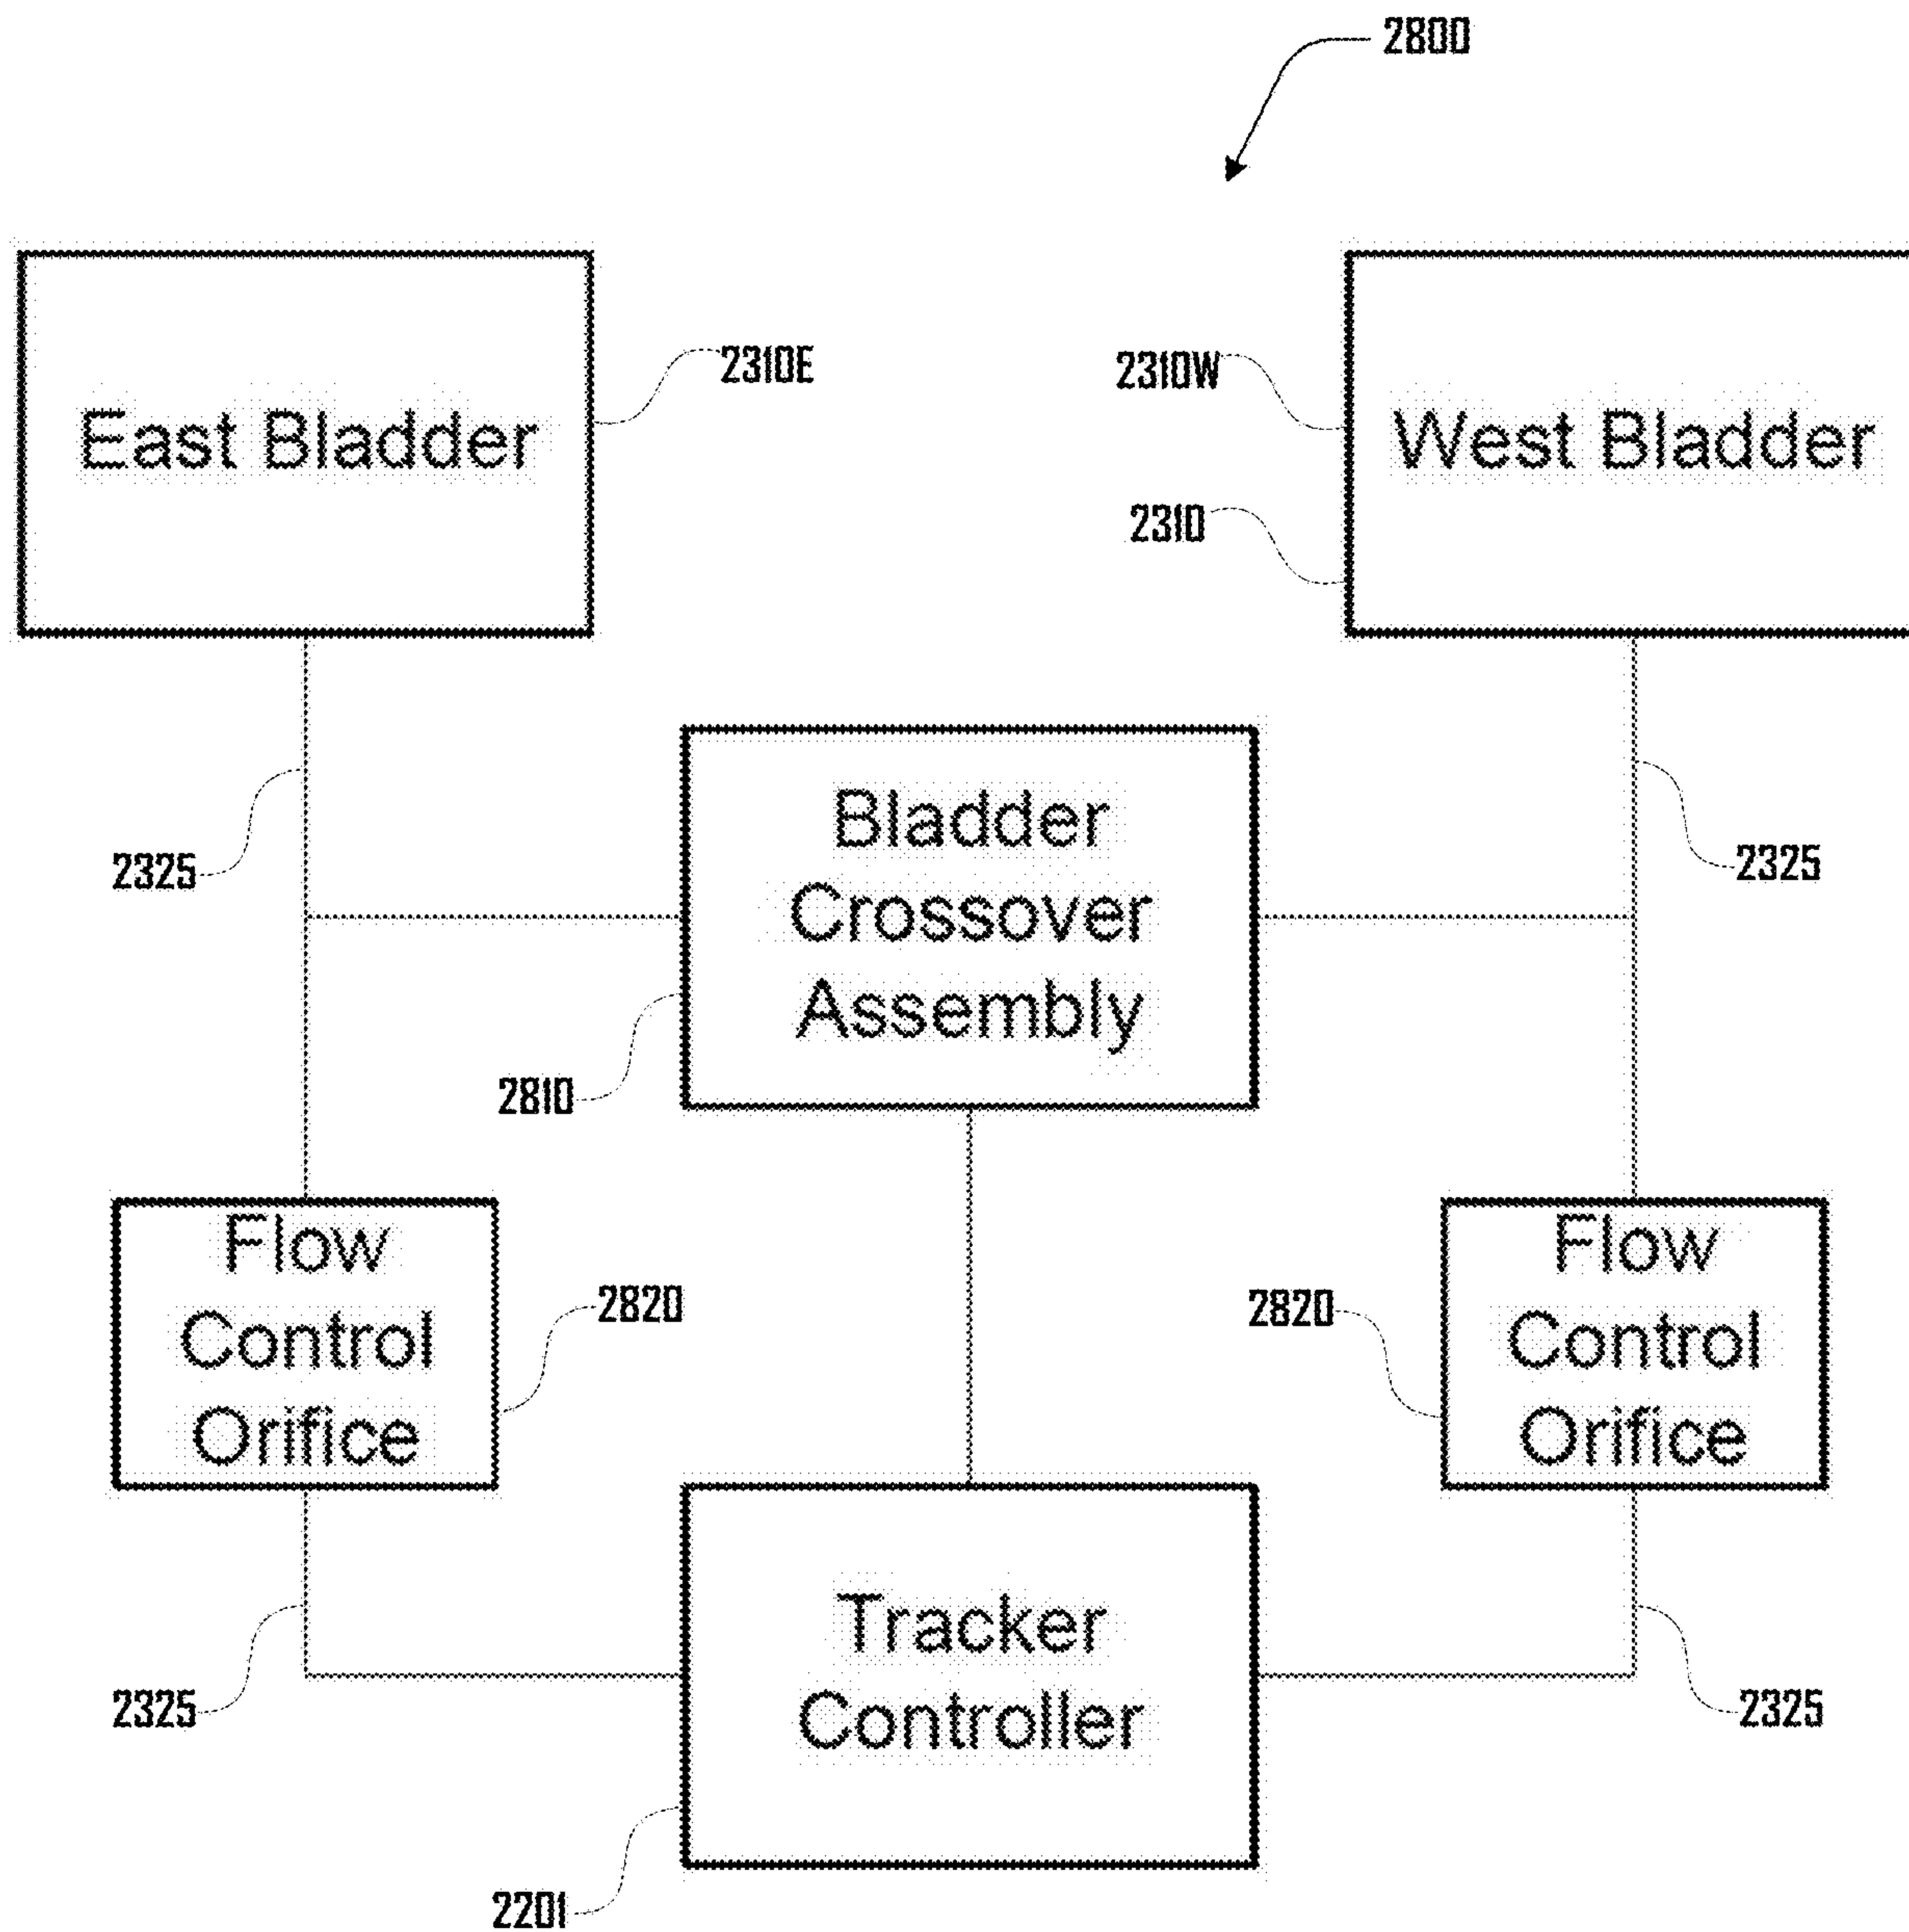 2800
East Bladder
2310E
2310W
West Bladder
2310
2325
Bladder
Crossover
Assembly
2325
2810
Flow
Control
Orifice
2820
2820
Flow
Control
Orifice
2325
Tracker
Controller
2325
2201